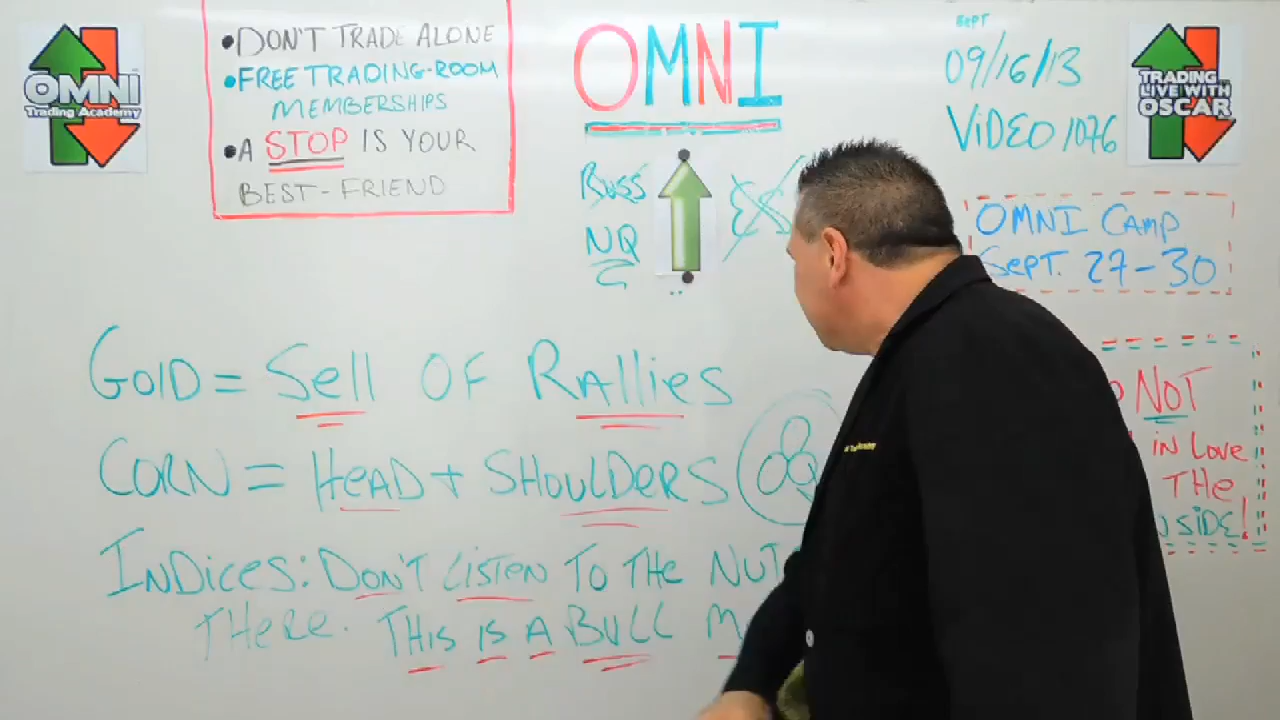 OMNI
Trading Academy
•DON'T TRADE ALONE
•FREE TRADING-ROOM
MEMBERSHIPS
•A STOP IS YOUR
BEST-FRIEND
OMNI
SEPT
09/16/13
VIDEO 1076
TRADING
LIVE WITH
OSCAR
NQ
ES
OMNI CAMP
SEPT. 27-30
GOLD = SELL OF RALLIES
CORN = HEAD + SHOULDERS
INDICES: DON'T LISTEN TO THE
THERE. THIS IS A BULL
NOT
IN LOVE
THE